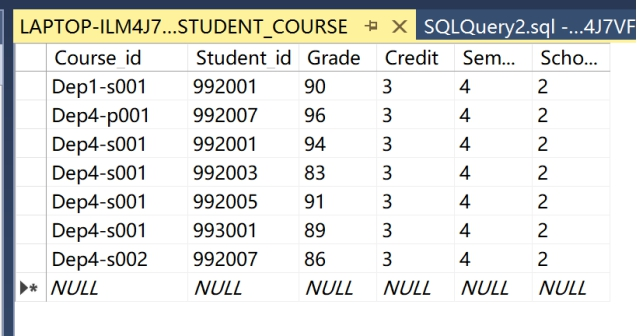 LAPTOP-ILM4J7...STUDENT_COURSE SQLQuery2.sql -...4J7VF
Course_id Student_id Grade Credit Sem... Scho...
Dep1-s001 992001 90 3 4 2
Dep4-p001 992007 96 3 4 2
Dep4-s001 992001 94 3 4 2
Dep4-s001 992003 83 3 4 2
Dep4-s001 992005 91 3 4 2
Dep4-s001 993001 89 3 4 2
Dep4-s002 992007 86 3 4 2
NULL NULL NULL NULL NULL NULL